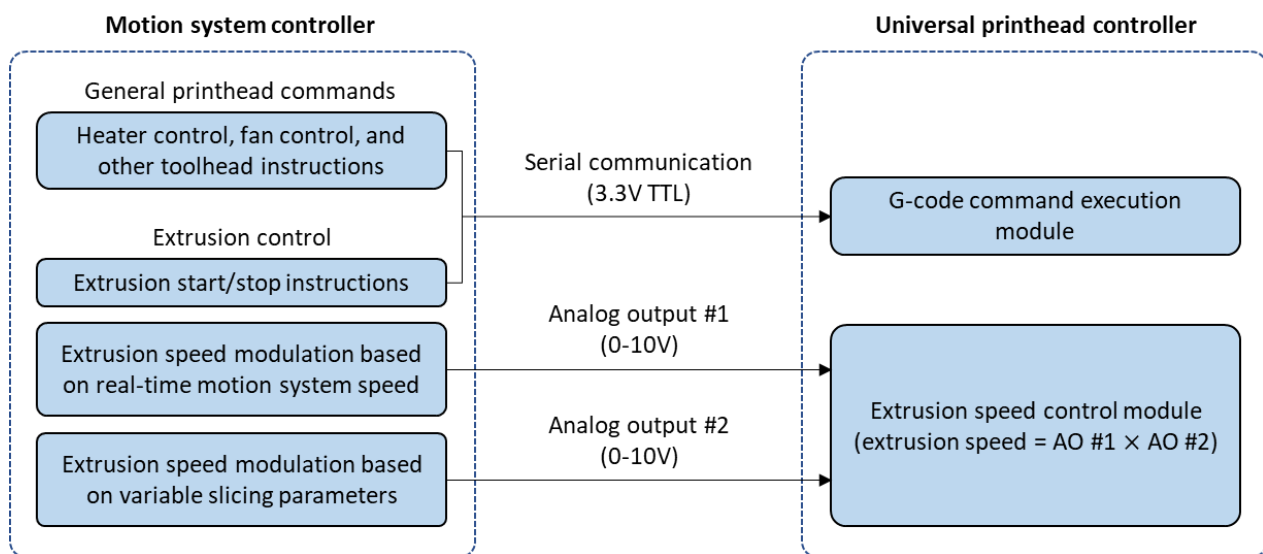 Motion system controller
General printhead commands
Heater control, fan control, and
other toolhead instructions
Extrusion control
Extrusion start/stop instructions
Extrusion speed modulation based
on real-time motion system speed
Extrusion speed modulation based
on variable slicing parameters
Serial communication
(3.3V TTL)
Analog output #1
(0-10V)
Analog output #2
(0-10V)
Universal printhead controller
G-code command execution
module
Extrusion speed control module
(extrusion speed = AO #1 × AO #2)